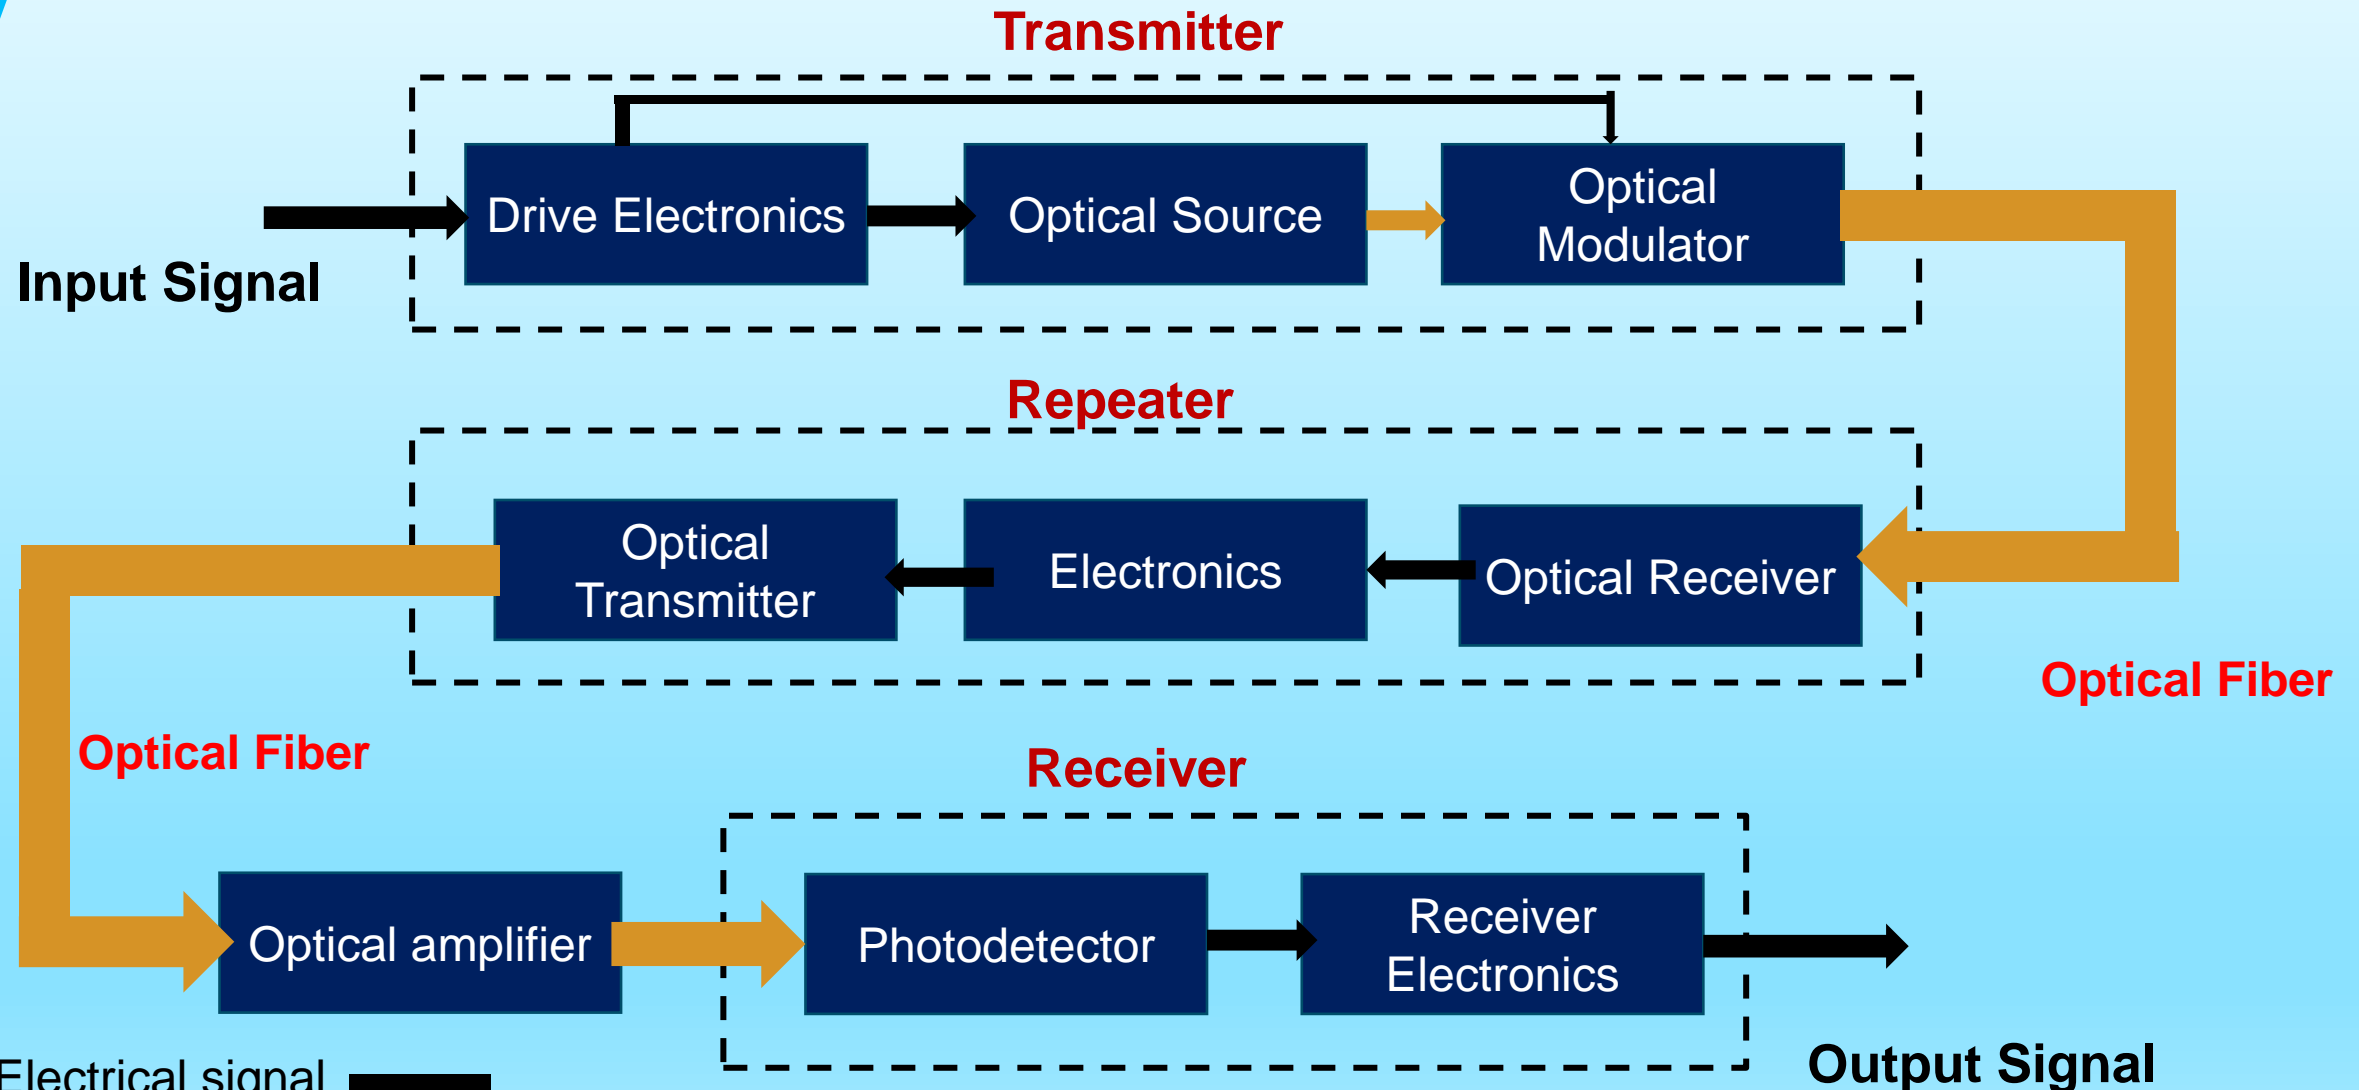 Transmitter
Drive Electronics
Optical Source
Optical
Modulator
Input Signal
Repeater
Optical
Transmitter
Electronics
Optical Receiver
Optical Fiber
Optical Fiber
Receiver
Optical amplifier
Photodetector
Receiver
Electronics
Output Signal
Electrical signal